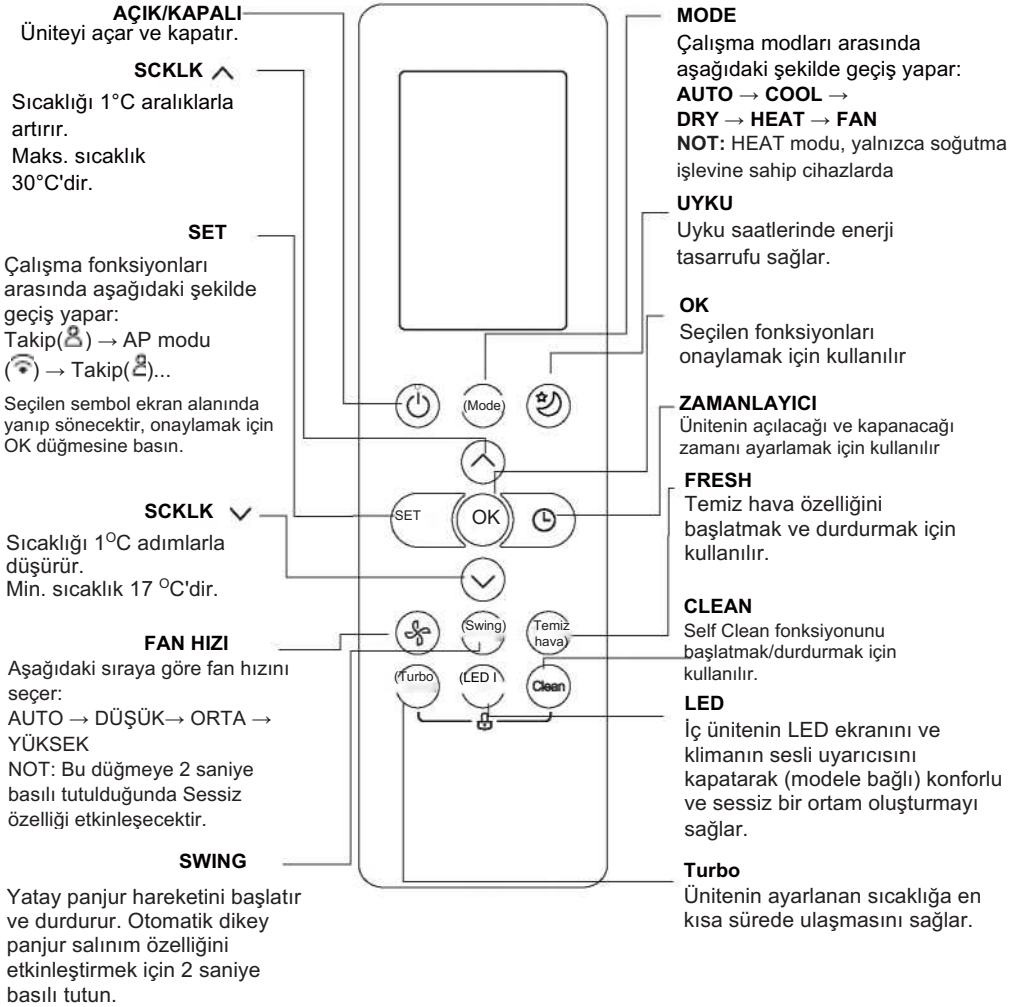 AÇIK/KAPALI
Üniteyi açar ve kapatır.
SCKLK
Sıcaklığı 1°C aralıklarla
artırır.
Maks. sıcaklık
30°C'dir.
SET
Çalışma fonksiyonları
arasında aşağıdaki şekilde
geçiş yapar:
Takip( ) → AP modu
( ) → Takip( )...
Seçilen sembol ekran alanında
yanıp sönecektir, onaylamak için
OK düğmesine basın.
SCKLK
Sıcaklığı 1ᴼC adımlarla
düşürür.
Min. sıcaklık 17 ᴼC'dir.
FAN HIZI
Aşağıdaki sıraya göre fan hızını
seçer:
AUTO → DÜŞÜK→ ORTA →
YÜKSEK
NOT: Bu düğmeye 2 saniye
basılı tutulduğunda Sessiz
özelliği etkinleşecektir.
SWING
Yatay panjur hareketini başlatır
ve durdurur. Otomatik dikey
panjur salınım özelliğini
etkinleştirmek için 2 saniye
basılı tutun.
(Mode)
SET
OK
(Swing)
Temiz
hava)
(Turbo
(LED I
Clean
MODE
Çalışma modları arasında
aşağıdaki şekilde geçiş yapar:
AUTO → COOL →
DRY → HEAT → FAN
NOT: HEAT modu, yalnızca soğutma
işlevine sahip cihazlarda
UYKU
Uyku saatlerinde enerji
tasarrufu sağlar.
OK
Seçilen fonksiyonları
onaylamak için kullanılır
ZAMANLAYICI
Ünitenin açılacağı ve kapanacağı
zamanı ayarlamak için kullanılır
FRESH
Temiz hava özelliğini
başlatmak ve durdurmak için
kullanılır.
CLEAN
Self Clean fonksiyonunu
başlatmak/durdurmak için
kullanılır.
LED
İç ünitenin LED ekranını ve
klimanın sesli uyarıcısını
kapatarak (modele bağlı) konforlu
ve sessiz bir ortam oluşturmayı
sağlar.
Turbo
Ünitenin ayarlanan sıcaklığa en
kısa sürede ulaşmasını sağlar.